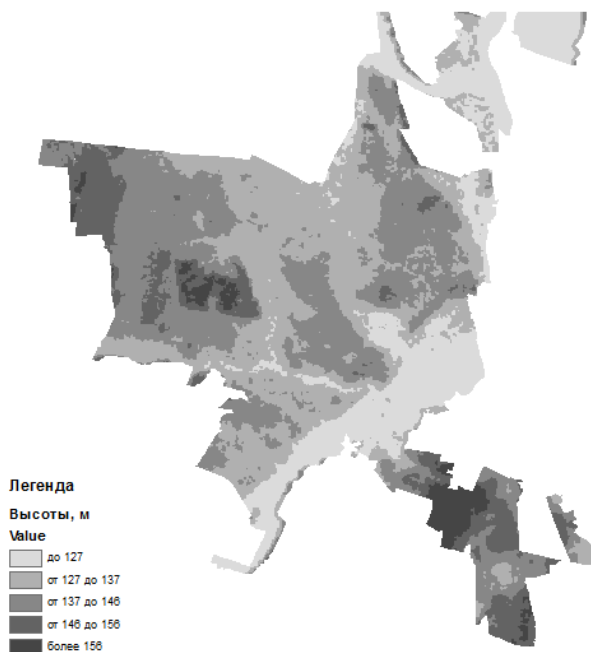 Легенда
Высоты, м
Value
до 127
от 127 до 137
от 137 до 146
от 146 до 156
более 156